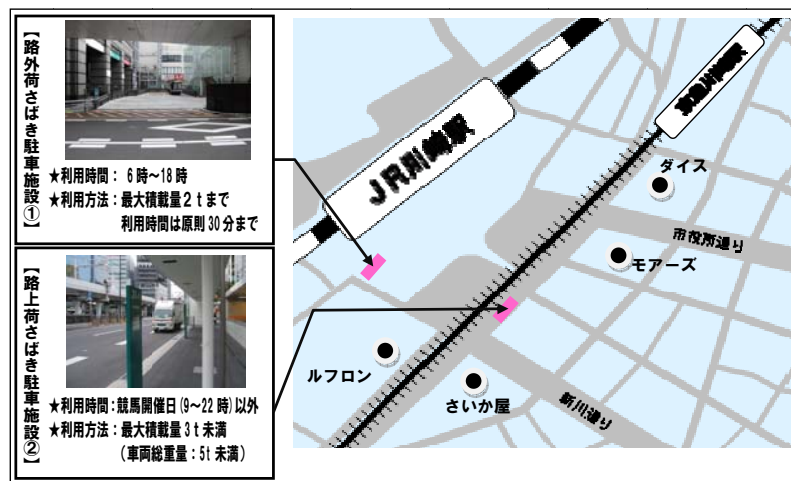 【路外荷さばき駐車施設①】
★利用時間： 6時～18時
★利用方法：最大積載量２ｔまで
利用時間は原則30分まで
【路上荷さばき駐車施設②】
★利用時間：競馬開催日(9～22時)以外
★利用方法：最大積載量3ｔ未満
（車両総重量：5t未満）
ＪＲ川崎駅
京急川崎駅
ダイス
市役所通り
モアーズ
ルフロン
さいか屋
新川通り